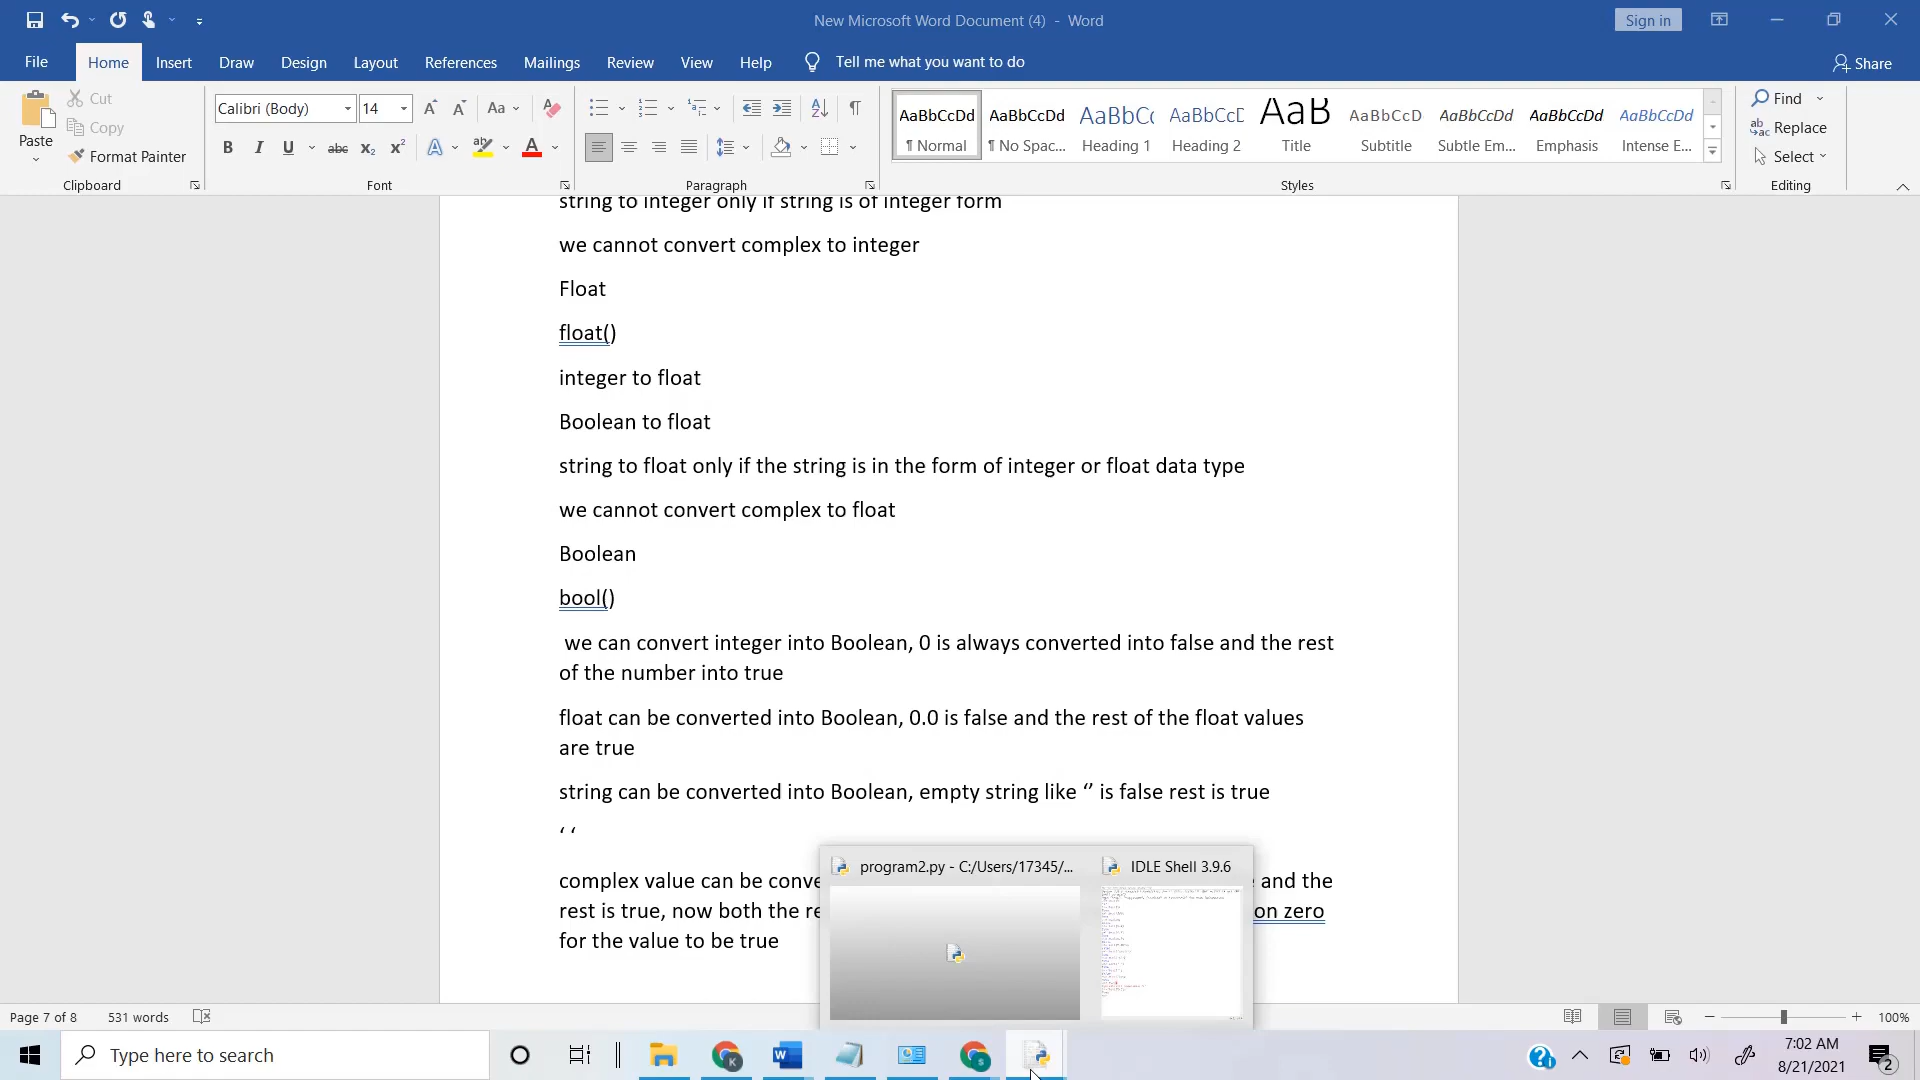 New Microsoft Word Document (4) - Word
Sign in
File Home Insert Draw Design Layout References Mailings Review View Help Tell me what you want to do
Share
Paste
Cut
Copy
Format Painter
Clipboard
Calibri (Body) 14
Aa
B I U abc x₂ x² A ab A
Font
Paragraph
AaBbCcDd AaBbCcDd AaBbCc AaBbCcD AaB AaBbCcD AaBbCcDd AaBbCcDd AaBbCcDd
¶ Normal ¶ No Spac... Heading 1 Heading 2 Title Subtitle Subtle Em... Emphasis Intense E...
Styles
Find
Replace
Select
Editing
string to integer only if string is of integer form
we cannot convert complex to integer
Float
float()
integer to float
Boolean to float
string to float only if the string is in the form of integer or float data type
we cannot convert complex to float
Boolean
bool()
we can convert integer into Boolean, 0 is always converted into false and the rest
of the number into true
float can be converted into Boolean, 0.0 is false and the rest of the float values
are true
string can be converted into Boolean, empty string like ‘’ is false rest is true
‘ ‘
complex value can be conve and the
rest is true, now both the re on zero
for the value to be true
program2.py - C:/Users/17345/...
IDLE Shell 3.9.6
Page 7 of 8 531 words
100%
Type here to search
7:02 AM
8/21/2021
2